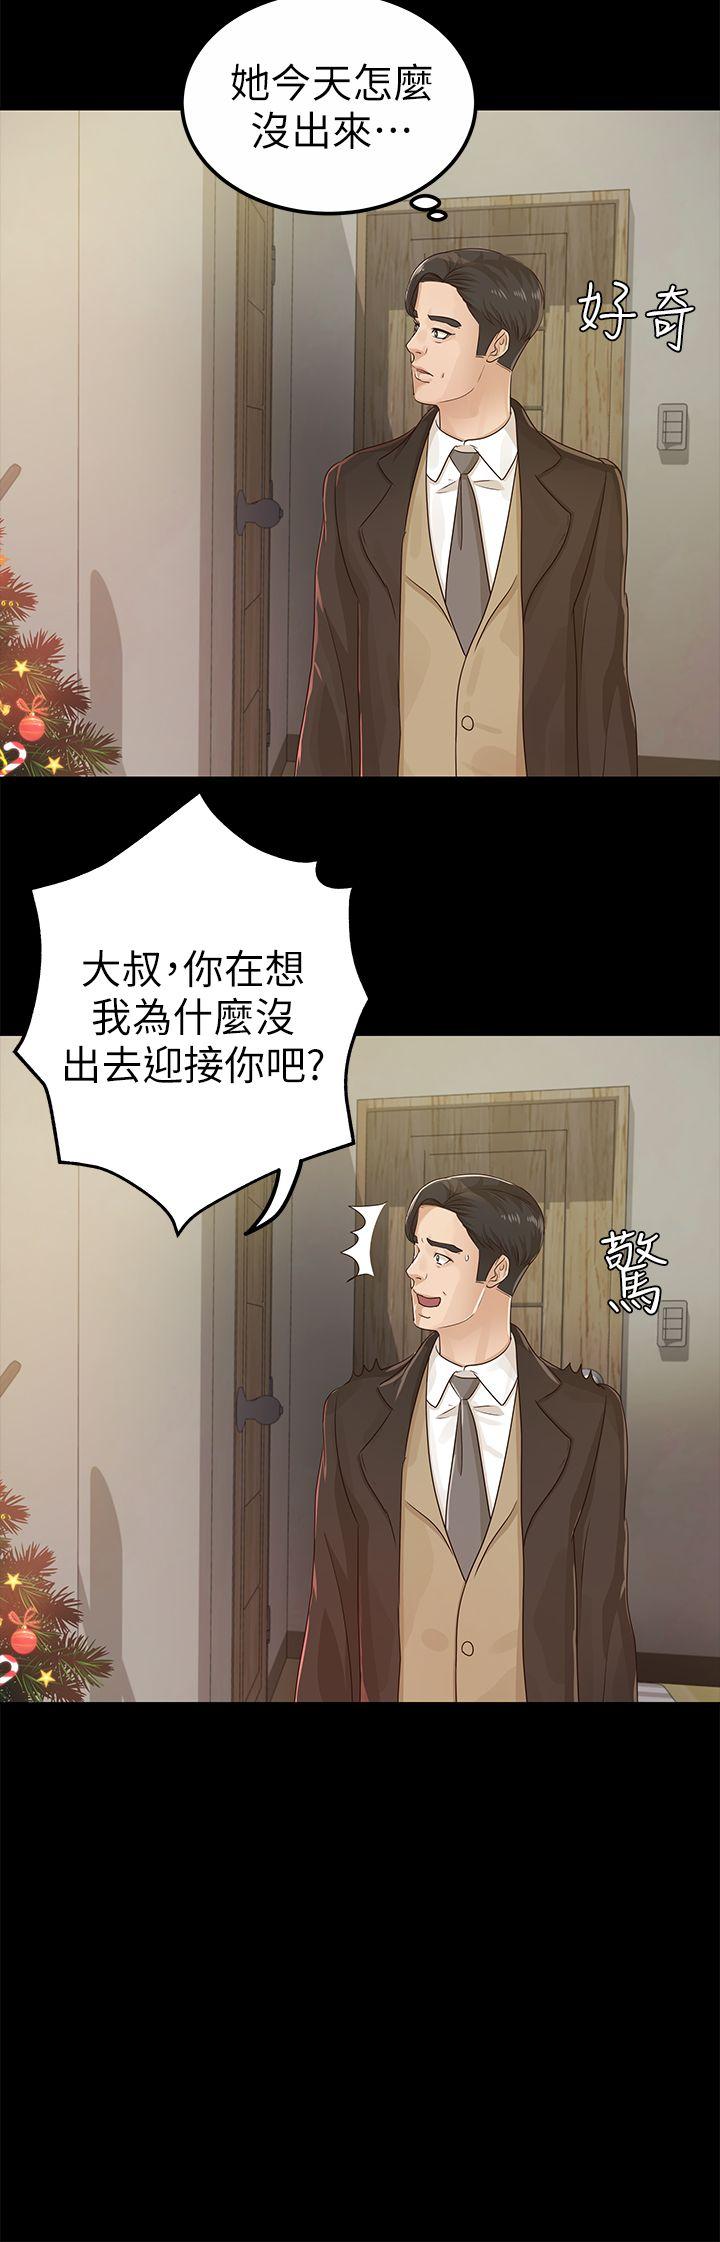 她今天怎麼
沒出來⋯
好奇
大叔，你在想
我為什麼沒
出去迎接你吧?
驚